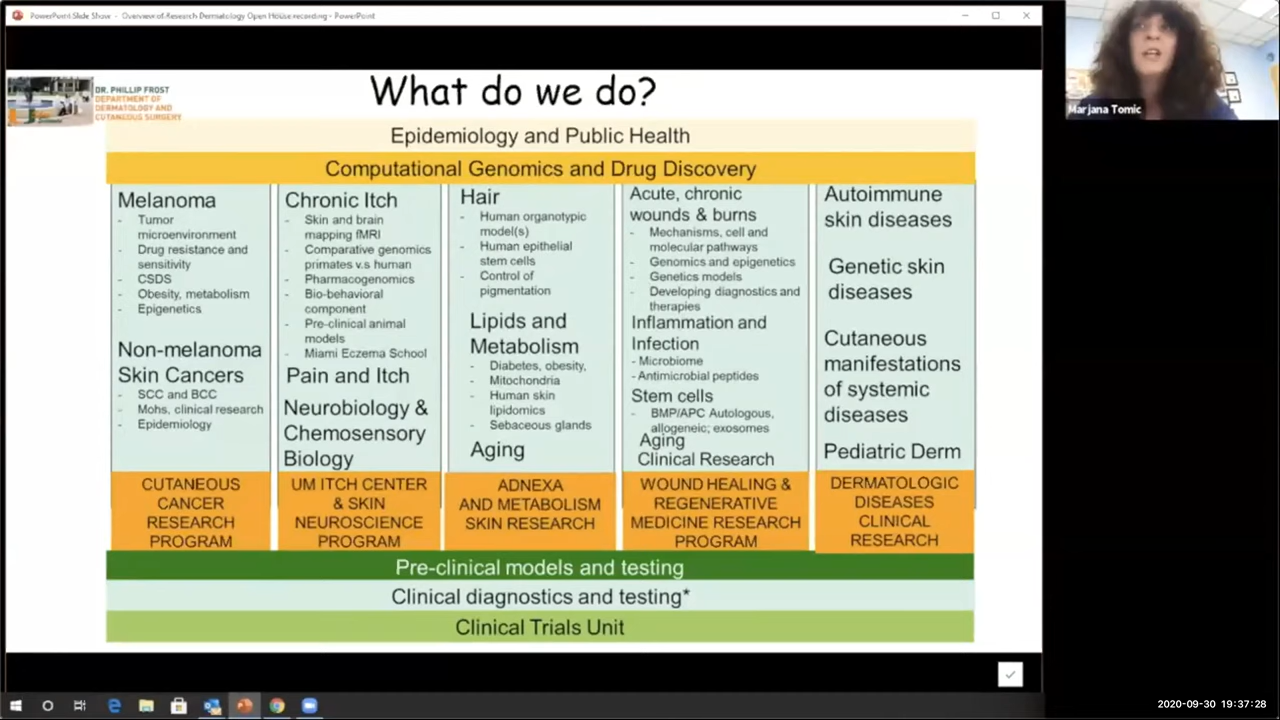 PowerPoint Slide Show - Overview of Research Dermatology Open House recording - PowerPoint
Marjana Tomic
DR. PHILLIP FROST
DEPARTMENT OF
DERMATOLOGY AND
CUTANEOUS SURGERY
What do we do?
Epidemiology and Public Health
Computational Genomics and Drug Discovery
Melanoma
- Tumor
microenvironment
- Drug resistance and
sensitivity
- CSDS
- Obesity, metabolism
- Epigenetics
Non-melanoma
Skin Cancers
- SCC and BCC
- Mohs, clinical research
- Epidemiology
CUTANEOUS
CANCER
RESEARCH
PROGRAM
Chronic Itch
- Skin and brain
mapping fMRI
- Comparative genomics
primates v.s human
- Pharmacogenomics
- Bio-behavioral
component
- Pre-clinical animal
models
- Miami Eczema School
Pain and Itch
Neurobiology &
Chemosensory
Biology
UM ITCH CENTER
& SKIN
NEUROSCIENCE
PROGRAM
Hair
- Human organotypic
model(s)
- Human epithelial
stem cells
- Control of
pigmentation
Lipids and
Metabolism
- Diabetes, obesity,
- Mitochondria
- Human skin
lipidomics
- Sebaceous glands
Aging
ADNEXA
AND METABOLISM
SKIN RESEARCH
Acute, chronic
wounds & burns
- Mechanisms, cell and
molecular pathways
- Genomics and epigenetics
- Genetics models
- Developing diagnostics and
therapies
Inflammation and
Infection
- Microbiome
- Antimicrobial peptides
Stem cells
- BMP/APC Autologous,
allogeneic; exosomes
Aging
Clinical Research
WOUND HEALING &
REGENERATIVE
MEDICINE RESEARCH
PROGRAM
Autoimmune
skin diseases
Genetic skin
diseases
Cutaneous
manifestations
of systemic
diseases
Pediatric Derm
DERMATOLOGIC
DISEASES
CLINICAL
RESEARCH
Pre-clinical models and testing
Clinical diagnostics and testing*
Clinical Trials Unit
2020-09-30 19:37:28